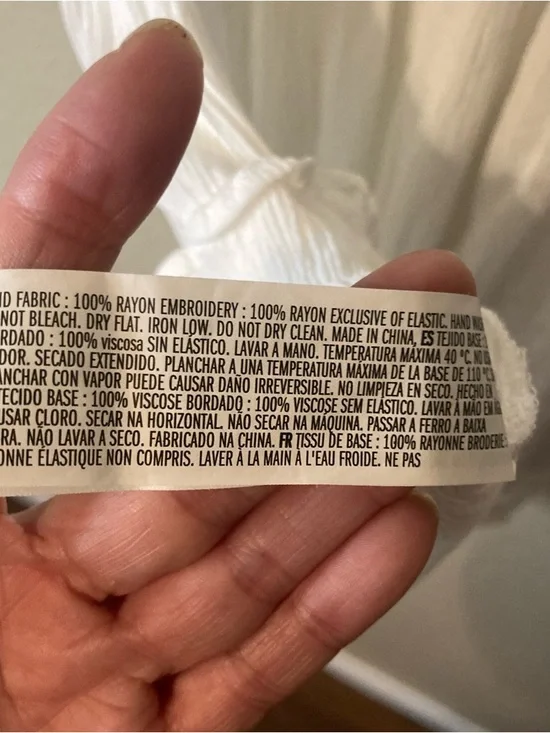 ND FABRIC : 100% RAYON EMBROIDERY : 100% RAYON EXCLUSIVE OF ELASTIC. HAND
NOT BLEACH. DRY FLAT. IRON LOW. DO NOT DRY CLEAN. MADE IN CHINA, ES TEJIDO BASE:
RDADO : 100% viscosa SIN ELÁSTICO. LAVAR A MANO. TEMPERATURA MÁXIMA 40 ºC. NO
DOR. SECADO EXTENDIDO. PLANCHAR A UNA TEMPERATURA MÁXIMA DE LA BASE DE 110 ºC
ANCHAR CON VAPOR PUEDE CAUSAR DAÑO IRREVERSIBLE. NO LIMPIEZA EN SECO. HECHO EN
TECIDO BASE : 100% VISCOSE BORDADO : 100% VISCOSE SEM ELÁSTICO. LAVAR À MÃO EM
USAR CLORO. SECAR NA HORIZONTAL. NÃO SECAR NA MÁQUINA. PASSAR A FERRO A BAIXA
RA. NÃO LAVAR A SECO. FABRICADO NA CHINA. FR TISSU DE BASE : 100% RAYONNE BRODERIE
ONNE ÉLASTIQUE NON COMPRIS. LAVER À LA MAIN À L'EAU FROIDE. NE PAS